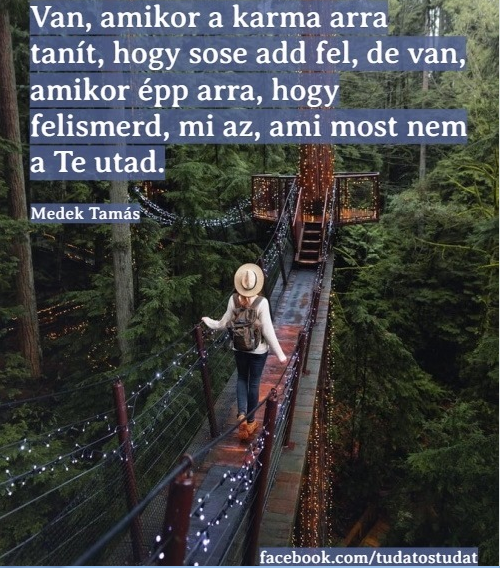 Van, amikor a karma arra
tanít, hogy sose add fel, de van,
amikor épp arra, hogy
felismerd, mi az, ami most nem
a Te utad.
Medek Tamás
facebook.com/tudatostudat